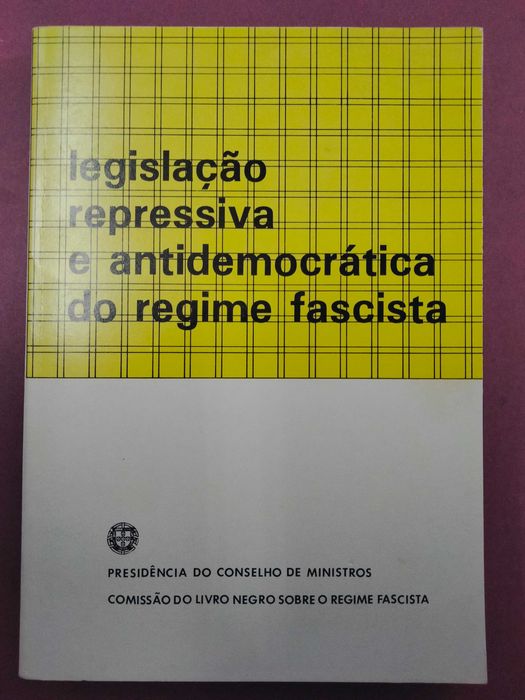 legislação
repressiva
e antidemocrática
do regime fascista
PRESIDÊNCIA DO CONSELHO DE MINISTROS
COMISSÃO DO LIVRO NEGRO SOBRE O REGIME FASCISTA